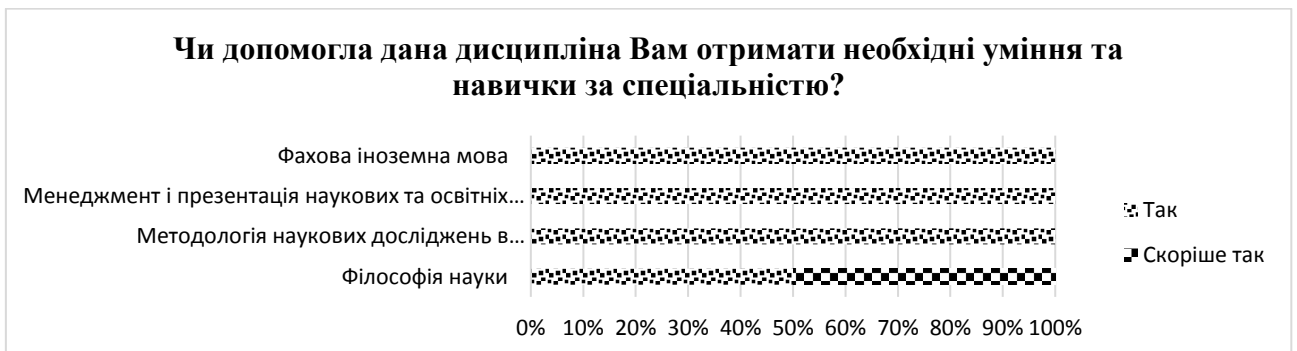 Чи допомогла дана дисципліна Вам отримати необхідні уміння та
навички за спеціальністю?
Фахова іноземна мова
Менеджмент і презентація наукових та освітніх...
Методологія наукових досліджень в...
Філософія науки
0% 10% 20% 30% 40% 50% 60% 70% 80% 90% 100%
Так
Скоріше так